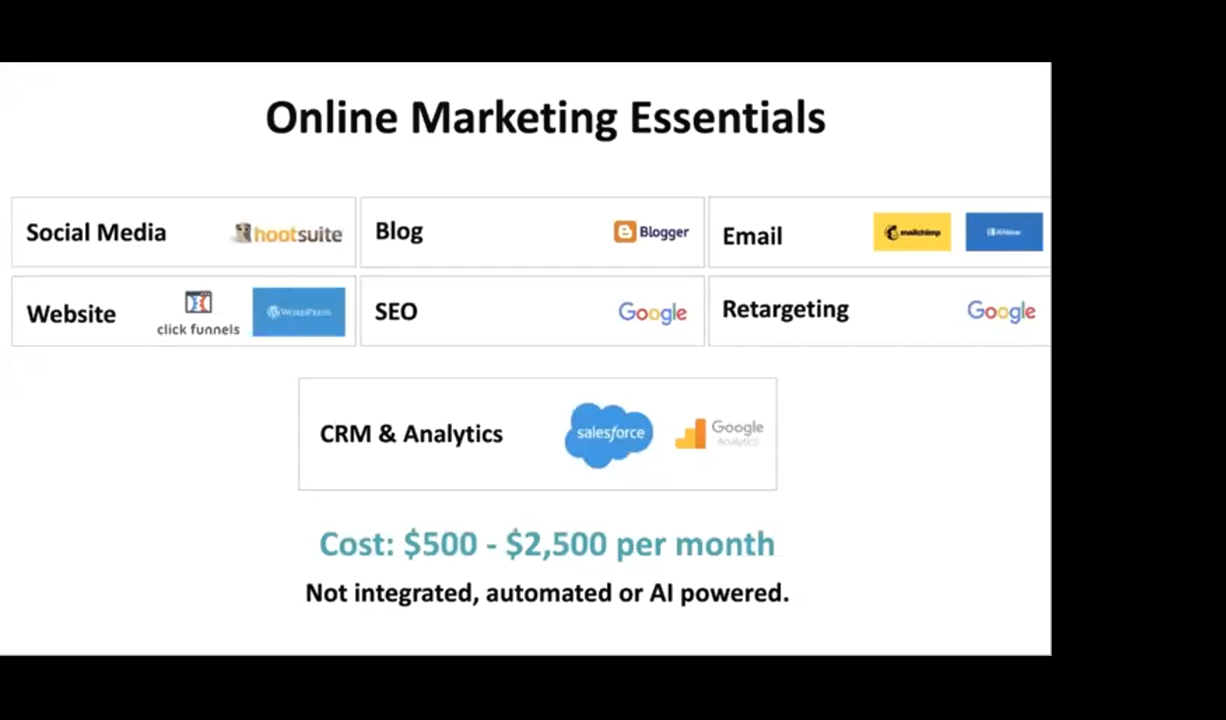 Online Marketing Essentials
Social Media
hootsuite
Blog
Blogger
Email
mailchimp
AWeber
Website
click funnels
WORDPRESS
SEO
Google
Retargeting
Google
CRM & Analytics
salesforce
Google
Analytics
Cost: $500 - $2,500 per month
Not integrated, automated or AI powered.